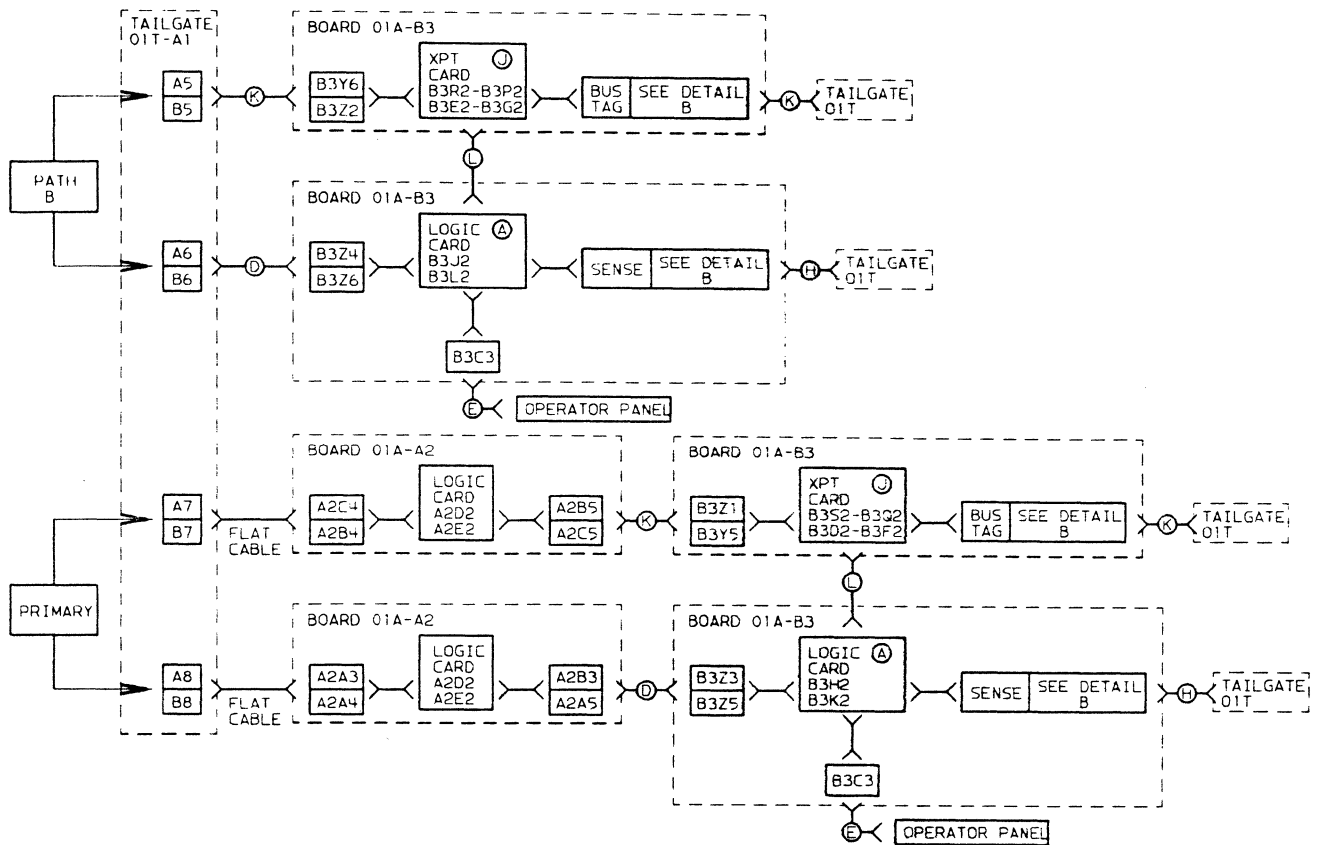 TAILGATE
01T-A1
BOARD 01A-B3
A5
B5
K
B3Y6
B3Z2
XPT J
CARD
B3R2-B3P2
B3E2-B3G2
BUS
TAG
SEE DETAIL
B
K
TAILGATE
01T
L
PATH
B
BOARD 01A-B3
A6
B6
D
B3Z4
B3Z6
LOGIC A
CARD
B3J2
B3L2
SENSE
SEE DETAIL
B
H
TAILGATE
01T
B3C3
E
OPERATOR PANEL
BOARD 01A-A2
A7
B7
FLAT
CABLE
A2C4
A2B4
LOGIC
CARD
A2D2
A2E2
A2B5
A2C5
K
BOARD 01A-B3
B3Z1
B3Y5
XPT J
CARD
B3S2-B3Q2
B3D2-B3F2
BUS
TAG
SEE DETAIL
B
K
TAILGATE
01T
L
PRIMARY
BOARD 01A-A2
A8
B8
FLAT
CABLE
A2A3
A2A4
LOGIC
CARD
A2D2
A2E2
A2B3
A2A5
D
BOARD 01A-B3
B3Z3
B3Z5
LOGIC A
CARD
B3H2
B3K2
SENSE
SEE DETAIL
B
H
TAILGATE
01T
B3C3
E
OPERATOR PANEL